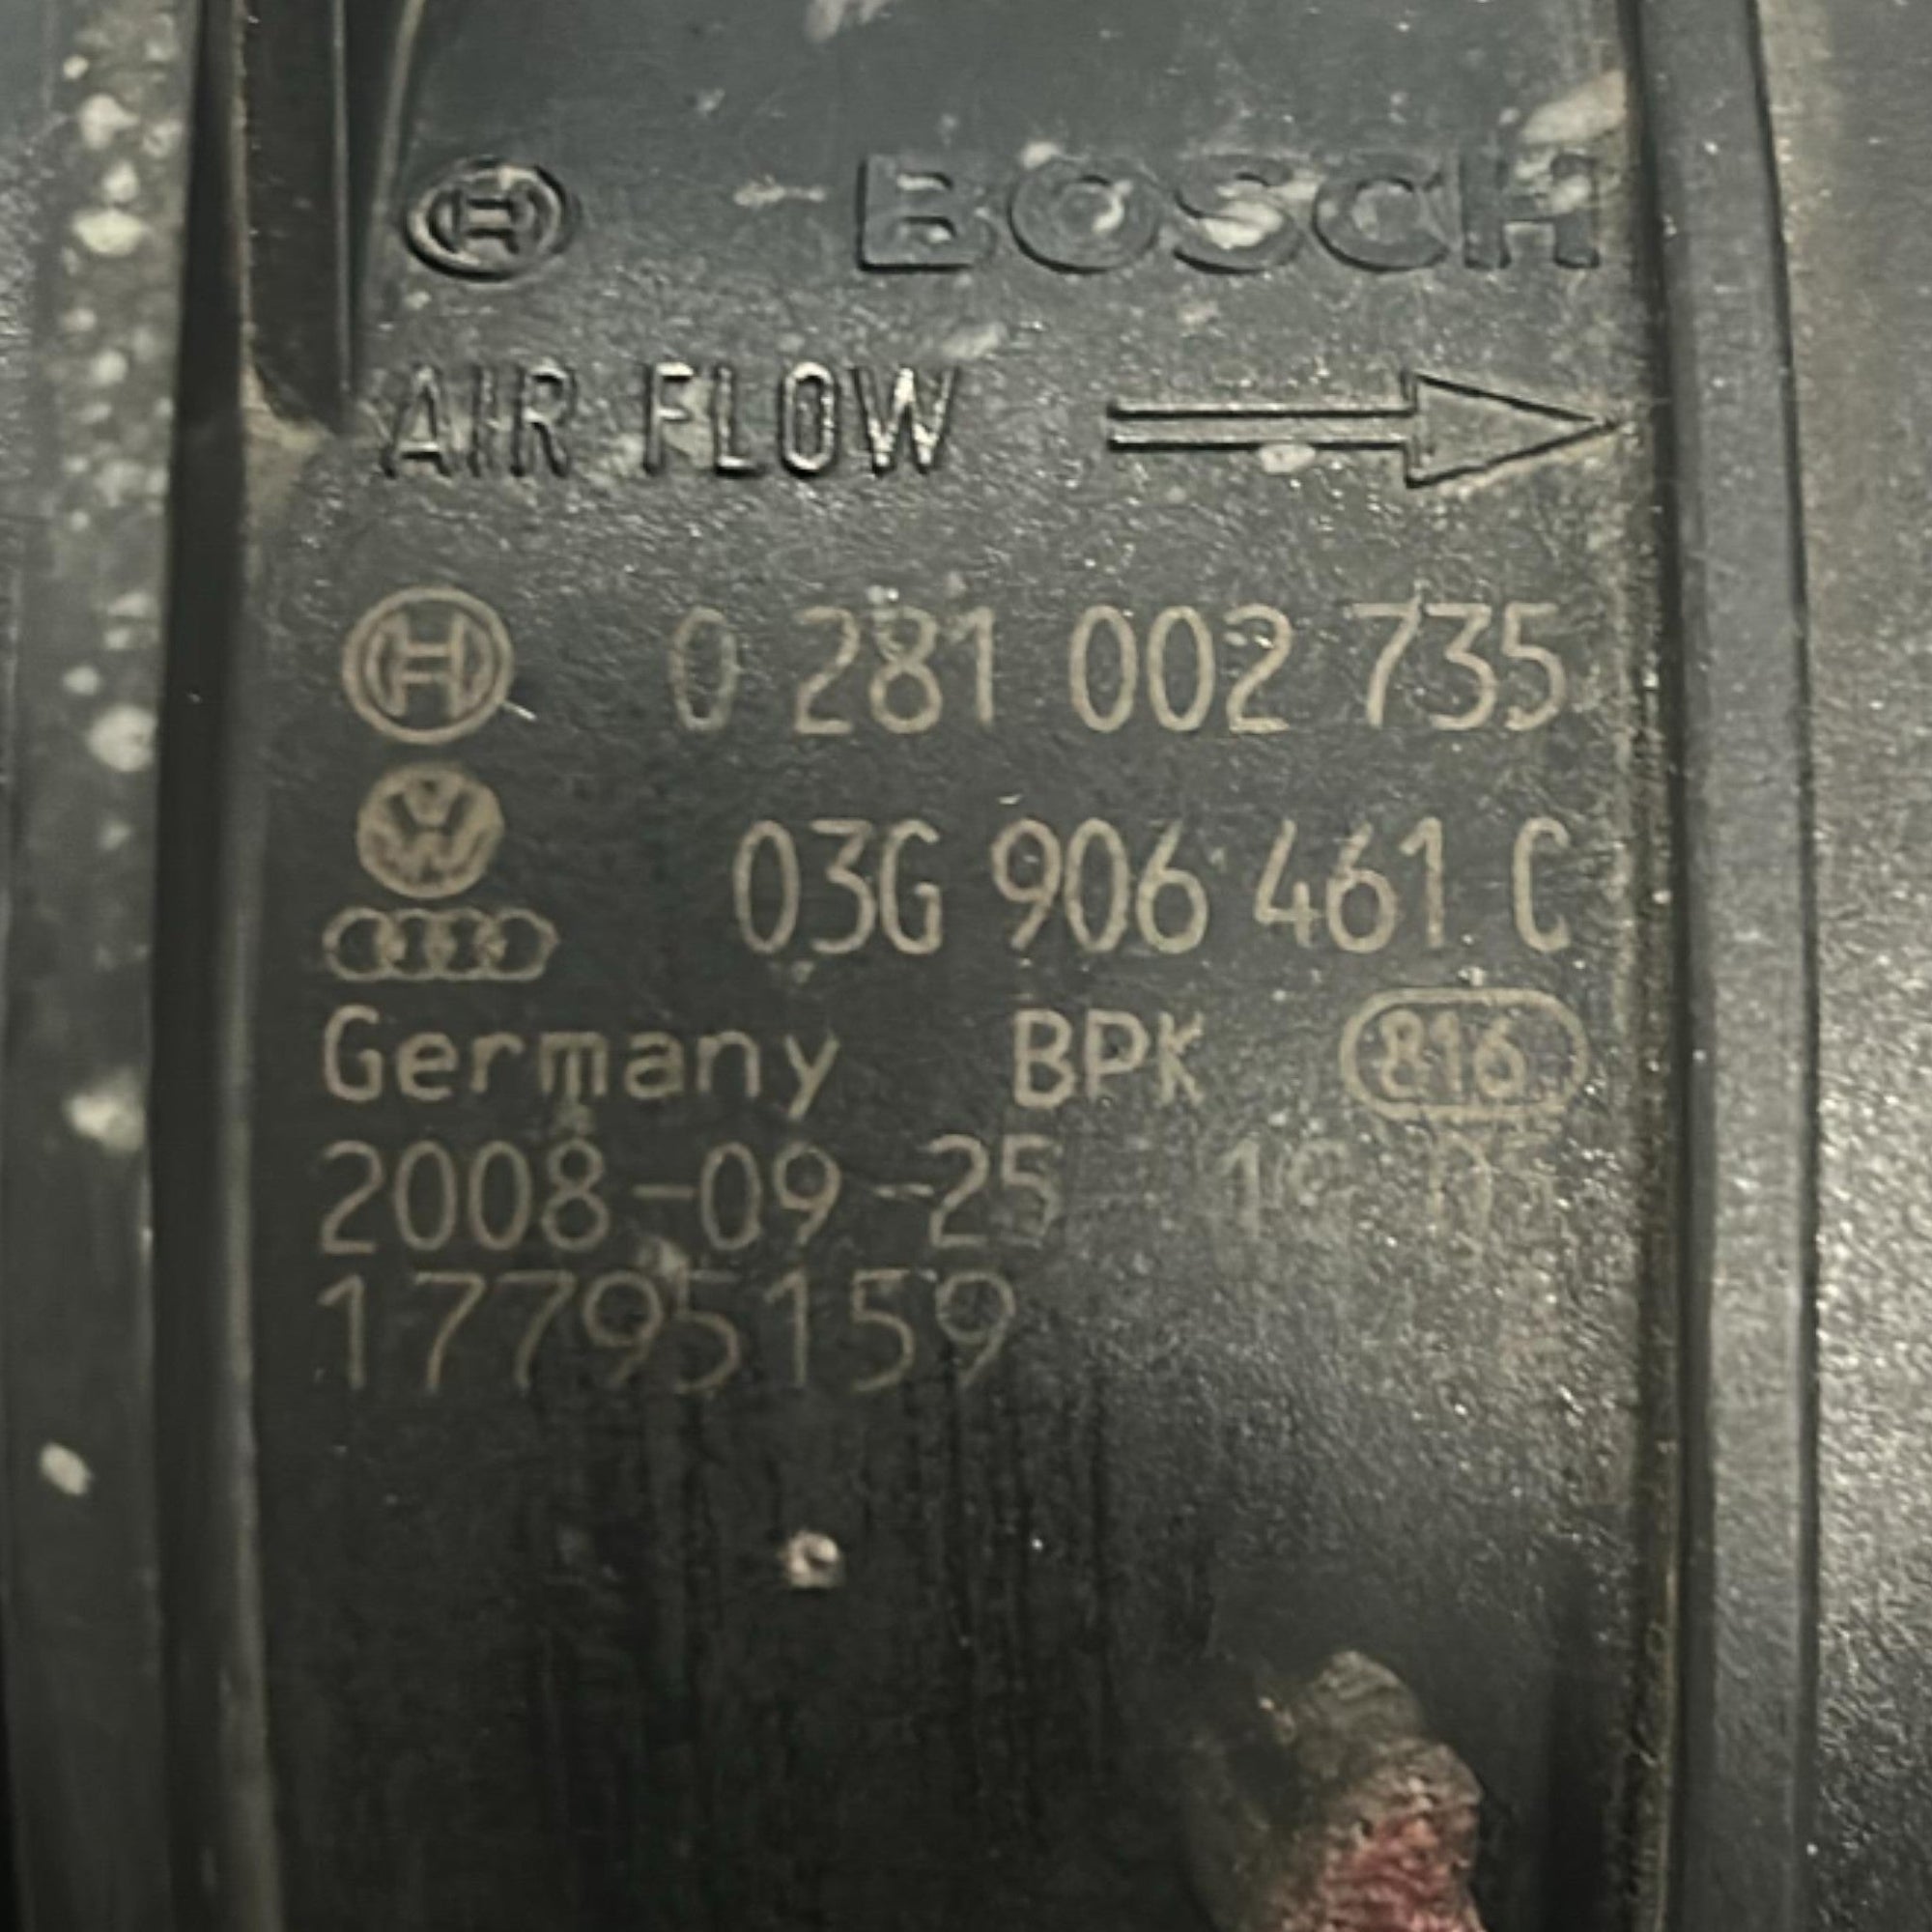 BOSCH
AIR FLOW
0 281 002 735
03G 906 461 C
Germany BPK 816
2008-09-25
17795159